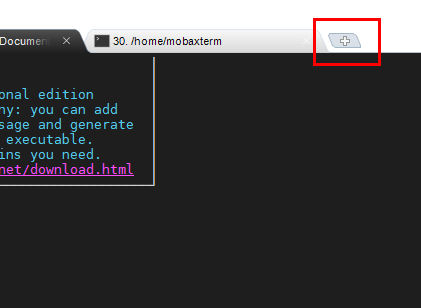 Document
30. /home/mobaxterm
onal edition
ny: you can add
sage and generate
executable.
ins you need.
net/download.html